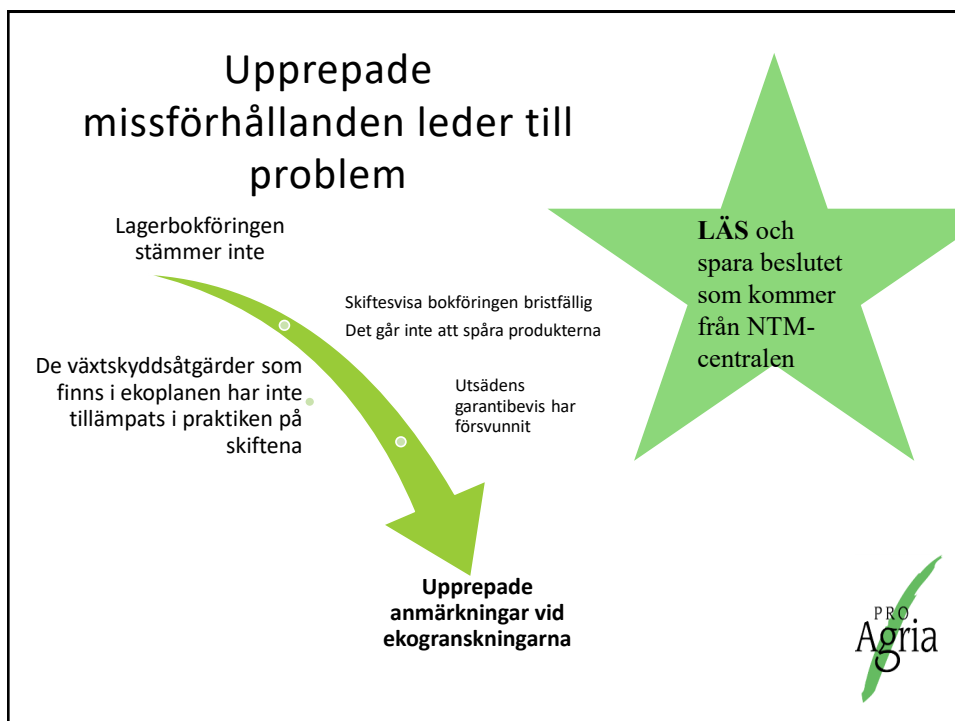 Upprepade
missförhållanden leder till
problem
Lagerbokföringen
stämmer inte
Skiftesvisa bokföringen bristfällig
Det går inte att spåra produkterna
De växtskyddsåtgärder som
finns i ekoplanen har inte
tillämpats i praktiken på
skiftena
Utsädens
garantibevis har
försvunnit
Upprepade
anmärkningar vid
ekogranskningarna
LÄS och
spara beslutet
som kommer
från NTM-
centralen
PRO
Agria